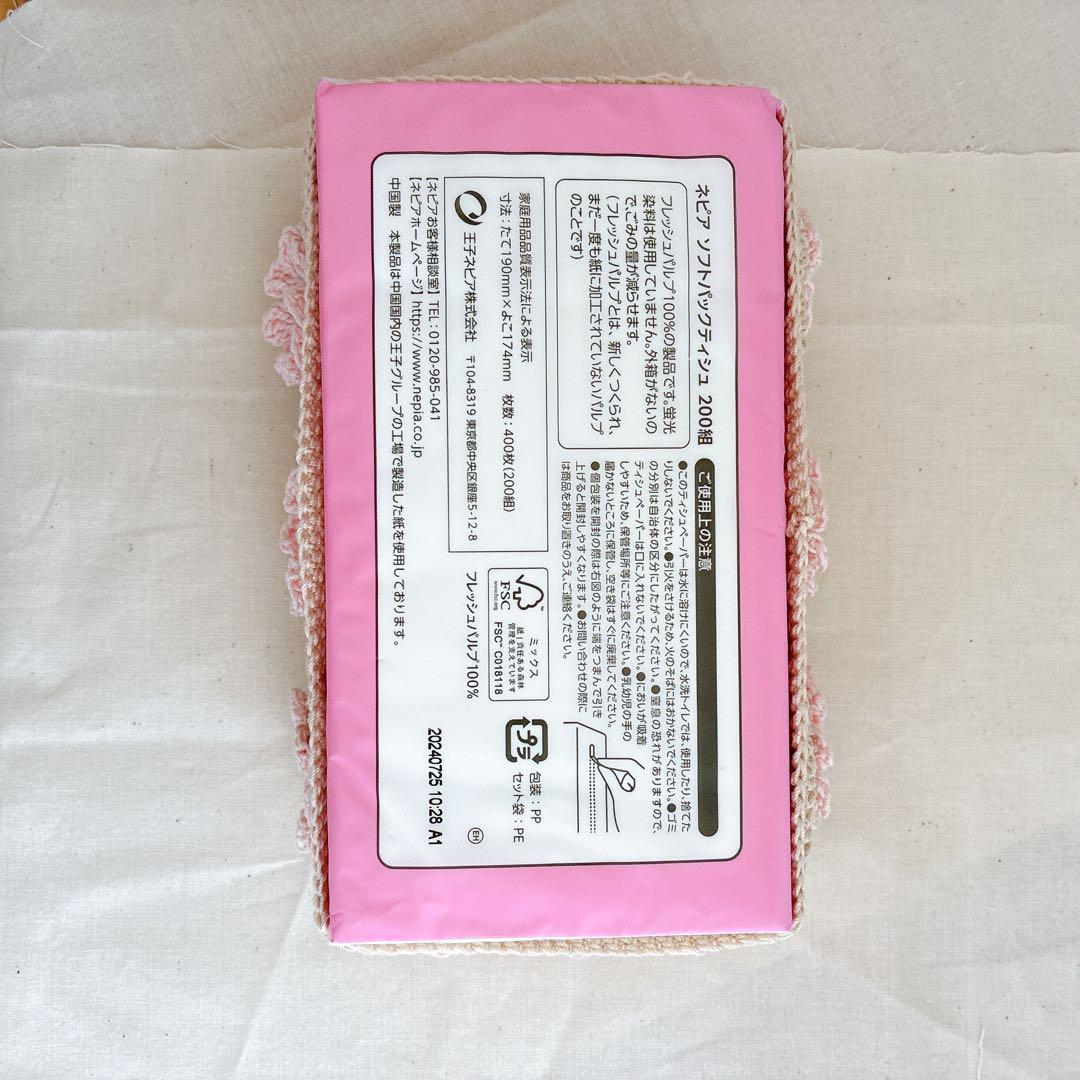 ネピア ソフトパックティシュ 200組
フレッシュパルプ100%の製品です。蛍光
染料は使用していません。外箱がないの
で、ごみの量が減らせます。
(フレッシュパルプとは、新しくつくられ、
まだ一度も紙に加工されていないパルプ
のことです)
家庭用品品質表示法による表示
寸法：たて190mm×よこ174mm 枚数：400枚(200組)
王子ネピア株式会社 〒104-8319 東京都中央区銀座5-12-8
【ネピアお客様相談室】TEL：0120-985-041
【ネピアホームページ】https://www.nepia.co.jp
中国製 本製品は中国国内の王子グループの工場で製造した紙を使用しております。
ご使用上の注意
●このティシュペーパーは水に溶けにくいので、水洗トイレでは、使用したり、捨てた
りしないでください。●引火をさけるため、火のそばにはおかないでください。●ゴミ
の分別は自治体の区分にしたがってください。●窒息の恐れがありますので、
ティシュペーパーは口に入れないでください。●においが吸着
しやすいため、保管場所等にご注意ください。●乳幼児の手の
届かないところに保管し、空き袋はすぐに廃棄してください。
●個包装を開封の際は右図のように端をつまんで引き
上げると開封しやすくなります。●お問い合わせの際に
は商品をお取り置きのうえ、ご連絡ください。
FSC
www.fsc.org
ミックス
紙｜責任ある森林
管理を支えています
FSC™ C018118
フレッシュパルプ100%
プラ
包装：PP
セット袋：PE
EH
20240725 10:28 A1